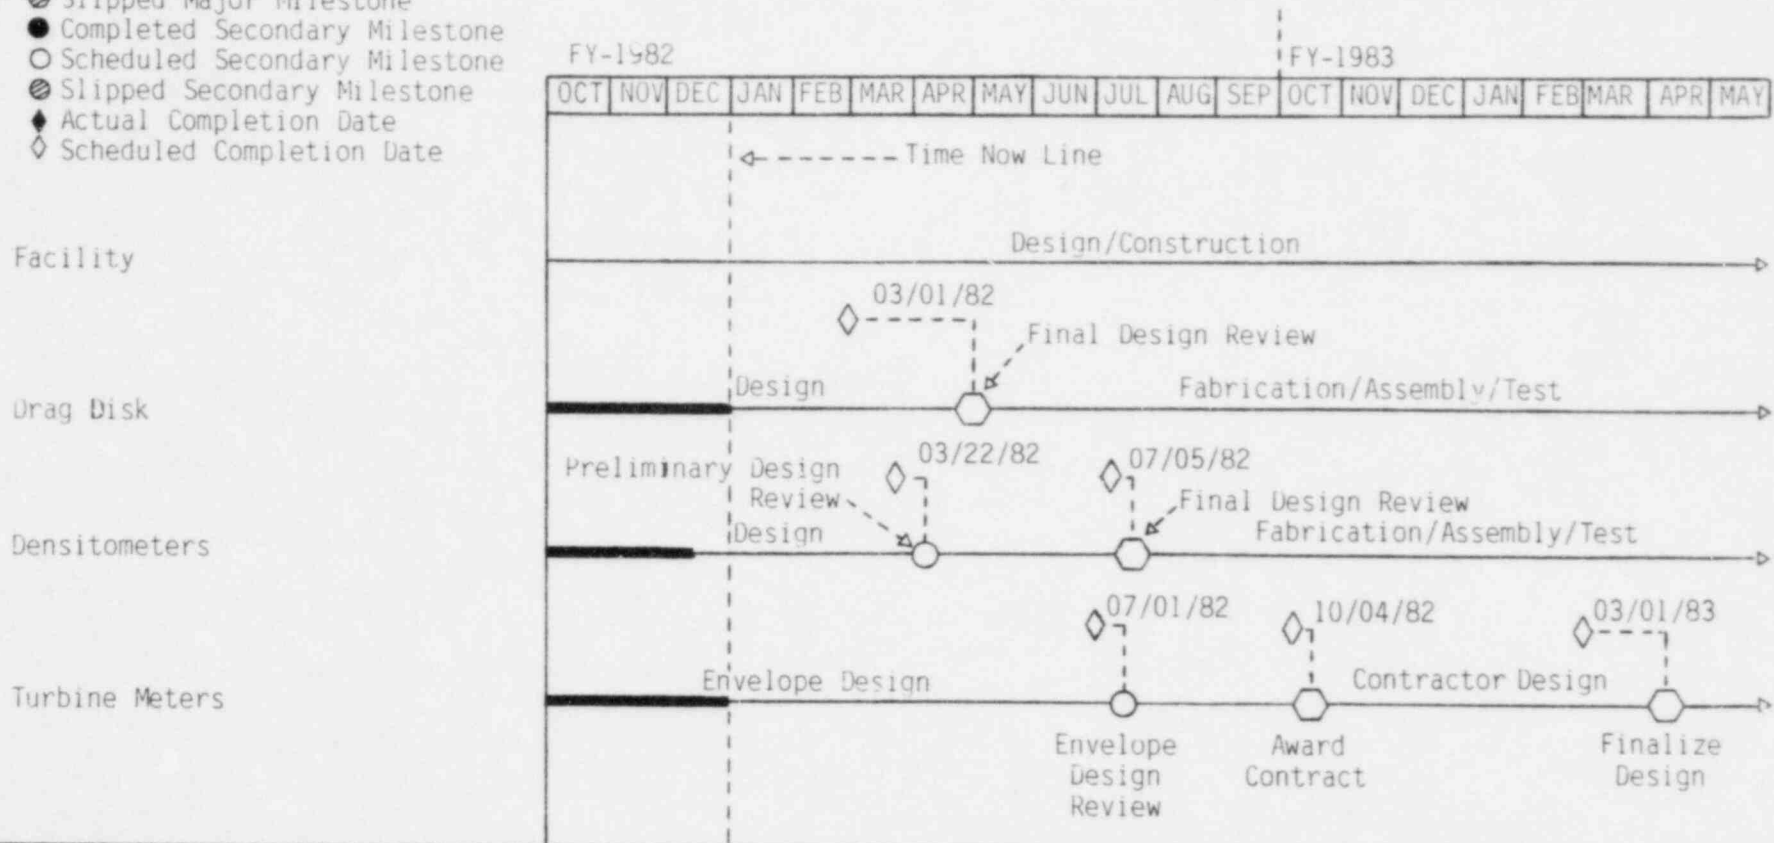 Slipped Major Milestone
Completed Secondary Milestone
Scheduled Secondary Milestone
Slipped Secondary Milestone
Actual Completion Date
Scheduled Completion Date
FY-1982
FY-1983
OCT NOV DEC JAN FEB MAR APR MAY JUN JUL AUG SEP OCT NOV DEC JAN FEB MAR APR MAY
Time Now Line
Facility
Design/Construction
03/01/82
Final Design Review
Drag Disk
Design
Fabrication/Assembly/Test
Preliminary Design
Review
03/22/82
07/05/82
Final Design Review
Densitometers
Design
Fabrication/Assembly/Test
07/01/82
10/04/82
03/01/83
Turbine Meters
Envelope Design
Contractor Design
Envelope
Design
Review
Award
Contract
Finalize
Design